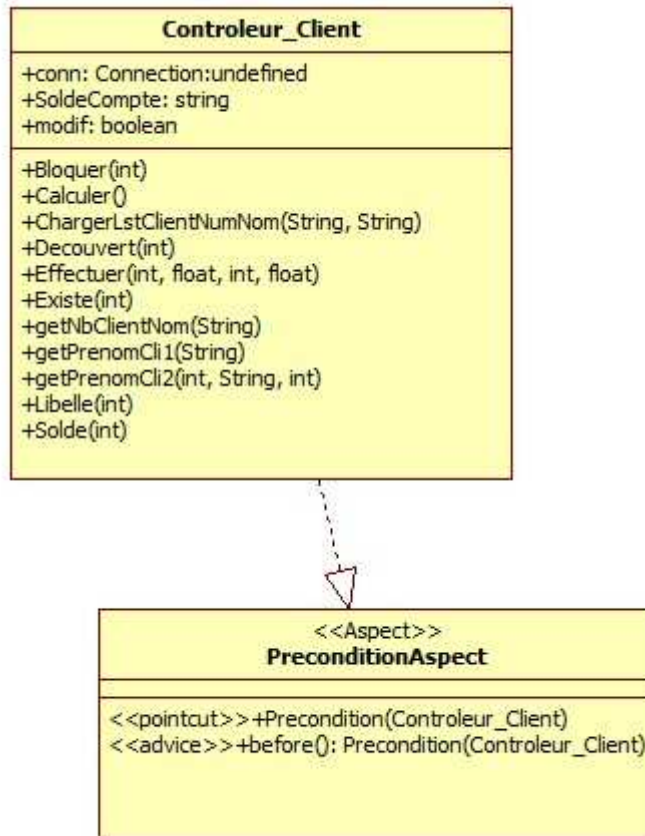 Controleur_Client
+conn: Connection:undefined
+SoldeCompte: string
+modif: boolean
+Bloquer(int)
+Calculer()
+ChargerLstClientNumNom(String, String)
+Decouvert(int)
+Effectuer(int, float, int, float)
+Existe(int)
+getNbClientNom(String)
+getPrenomCli1(String)
+getPrenomCli2(int, String, int)
+Libelle(int)
+Solde(int)
<<Aspect>>
PreconditionAspect
<<pointcut>>+Precondition(Controleur_Client)
<<advice>>+before(): Precondition(Controleur_Client)